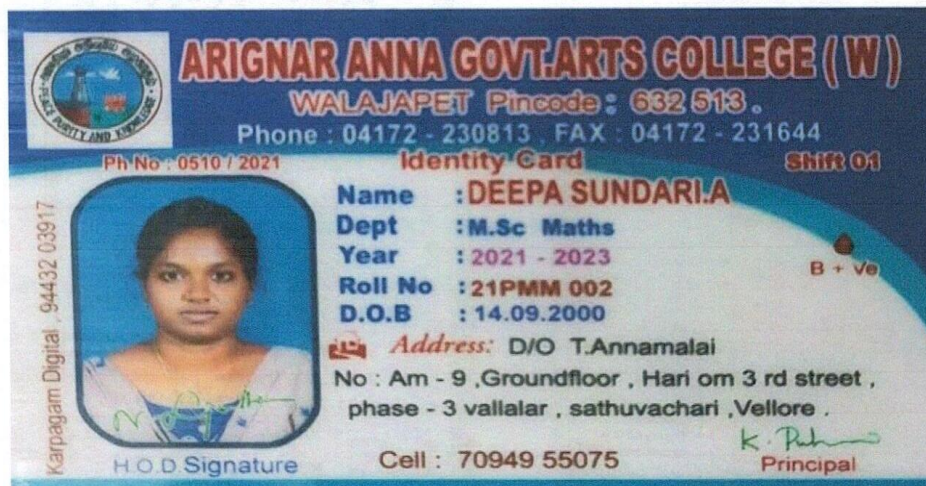 ARIGNAR ANNA GOVT.ARTS COLLEGE ( W )
WALAJAPET Pincode : 632 513 .
Phone : 04172 - 230813 , FAX : 04172 - 231644
PEACE PURITY AND KNOWLEDGE
Ph No : 0510 / 2021 Identity Card Shift 01
Name : DEEPA SUNDARI.A
Dept : M.Sc Maths
Year : 2021 - 2023
B + Ve
Roll No : 21PMM 002
D.O.B : 14.09.2000
Address: D/O T.Annamalai
No : Am - 9 ,Groundfloor , Hari om 3 rd street ,
phase - 3 vallalar , sathuvachari ,Vellore .
Cell : 70949 55075
H.O.D.Signature
Principal
Karpagam Digital , 94432 03917